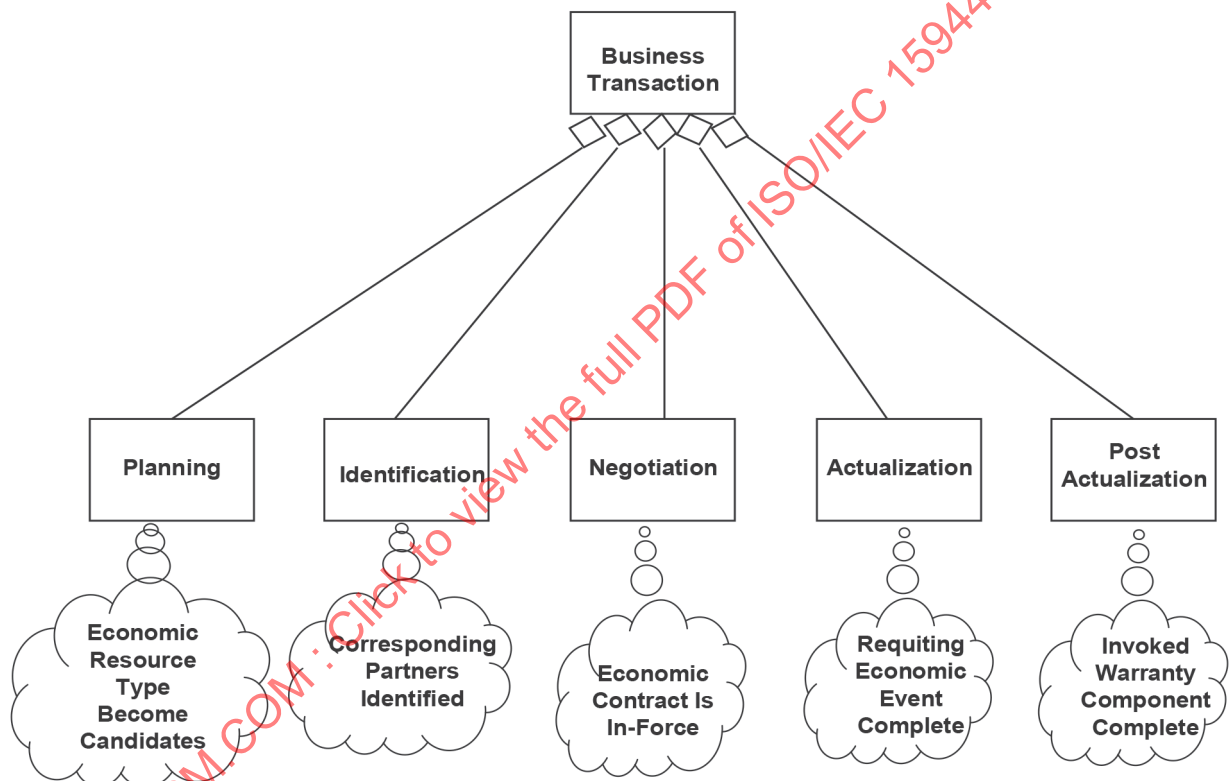 Business
Transaction
Planning
Identification
Negotiation
Actualization
Post
Actualization
Economic
Resource
Type
Become
Candidates
Corresponding
Partners
Identified
Economic
Contract Is
In-Force
Requiting
Economic
Event
Complete
Invoked
Warranty
Component
Complete
M.COM : Click to view the full PDF of ISO/IEC 15944